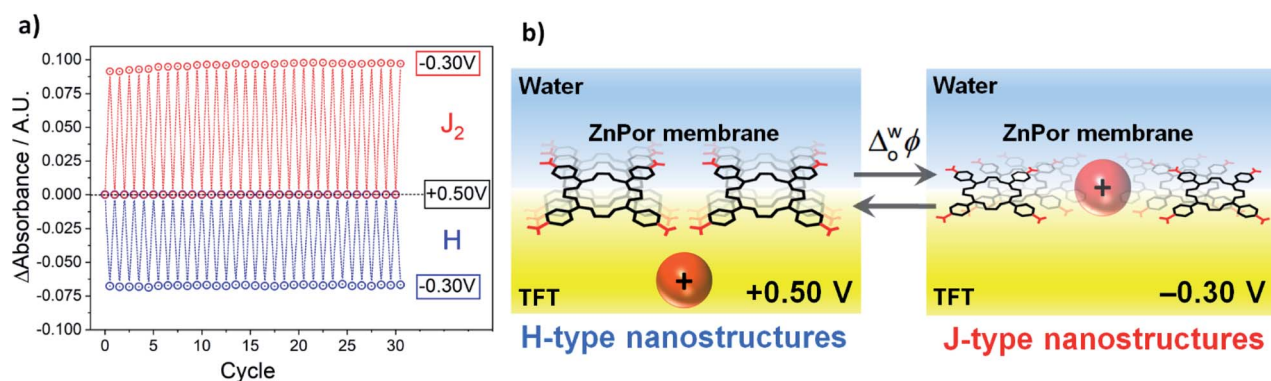 a)
ΔAbsorbance / A.U.
0.100
0.075
0.050
0.025
0.000
-0.025
-0.050
-0.075
-0.100
0 5 10 15 20 25 30
Cycle
-0.30V
J₂
+0.50V
H
-0.30V
b)
Water
ZnPor membrane
+
TFT
+0.50 V
H-type nanostructures
Δ𝗈ʷϕ
Water
ZnPor membrane
+
TFT
–0.30 V
J-type nanostructures